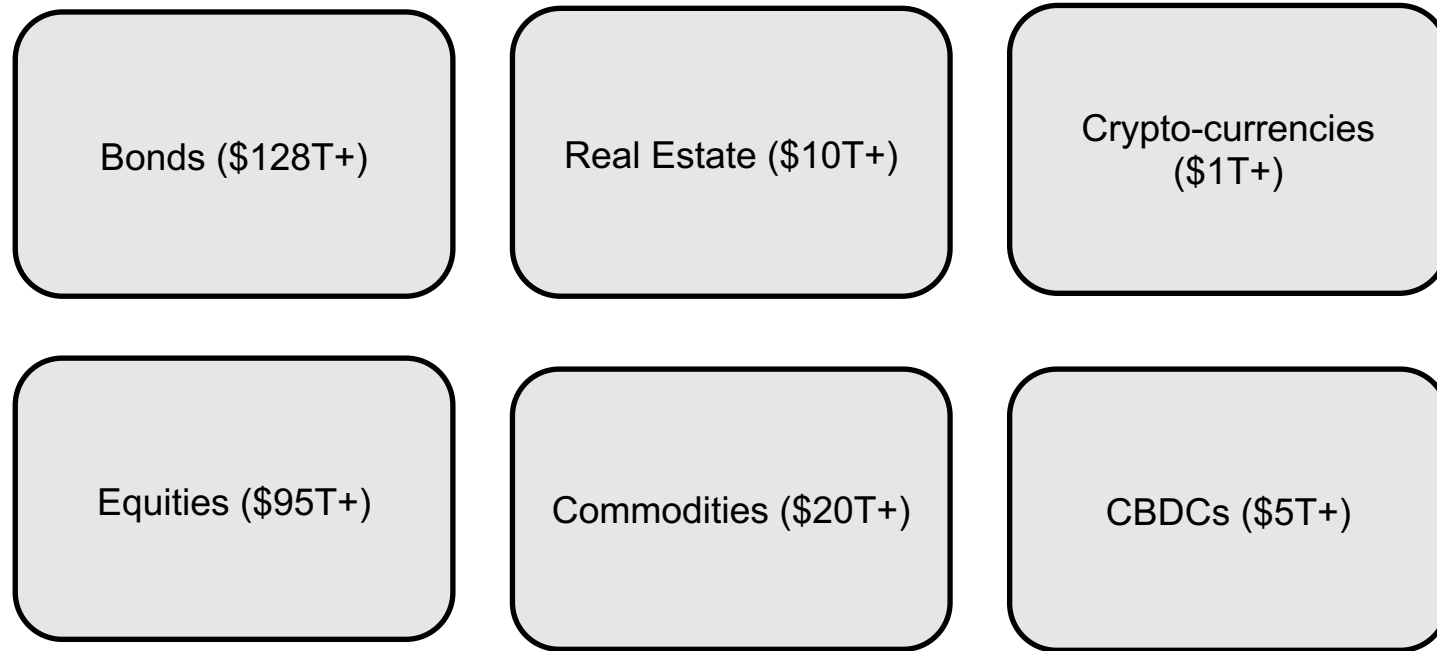 Bonds ($128T+)
Real Estate ($10T+)
Crypto-currencies
($1T+)
Equities ($95T+)
Commodities ($20T+)
CBDCs ($5T+)